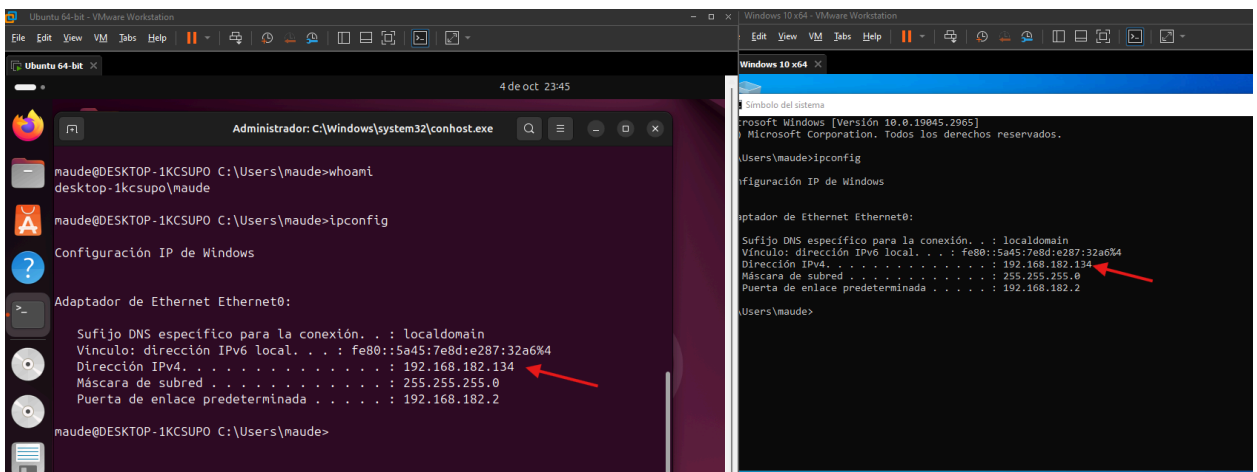 Ubuntu 64-bit - VMware Workstation
File Edit View VM Tabs Help
Ubuntu 64-bit
4 de oct 23:45
Administrador: C:\Windows\system32\conhost.exe
maude@DESKTOP-1KCSUPO C:\Users\maude>whoami
desktop-1kcsupo\maude
maude@DESKTOP-1KCSUPO C:\Users\maude>ipconfig
Configuración IP de Windows
Adaptador de Ethernet Ethernet0:
Sufijo DNS específico para la conexión. . : localdomain
Vínculo: dirección IPv6 local. . . : fe80::5a45:7e8d:e287:32a6%4
Dirección IPv4. . . . . . . . . . . . . . : 192.168.182.134
Máscara de subred . . . . . . . . . . . . : 255.255.255.0
Puerta de enlace predeterminada . . . . . : 192.168.182.2
maude@DESKTOP-1KCSUPO C:\Users\maude>
Windows 10 x64 - VMware Workstation
Edit View VM Tabs Help
Windows 10 x64
Símbolo del sistema
crosoft Windows [Versión 10.0.19045.2965]
) Microsoft Corporation. Todos los derechos reservados.
\Users\maude>ipconfig
nfiguración IP de Windows
aptador de Ethernet Ethernet0:
Sufijo DNS específico para la conexión. . : localdomain
Vínculo: dirección IPv6 local. . . : fe80::5a45:7e8d:e287:32a6%4
Dirección IPv4. . . . . . . . . . . . . . : 192.168.182.134
Máscara de subred . . . . . . . . . . . . : 255.255.255.0
Puerta de enlace predeterminada . . . . . : 192.168.182.2
\Users\maude>